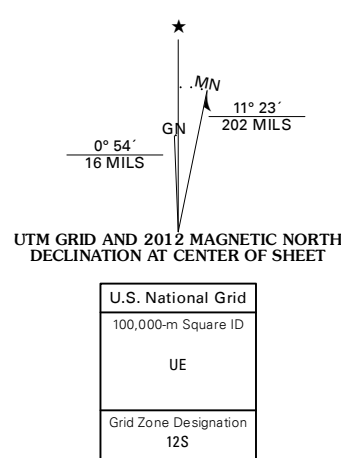 ★
MN
GN
11° 23´
202 MILS
0° 54´
16 MILS
UTM GRID AND 2012 MAGNETIC NORTH
DECLINATION AT CENTER OF SHEET
U.S. National Grid
100,000-m Square ID
UE
Grid Zone Designation
12S